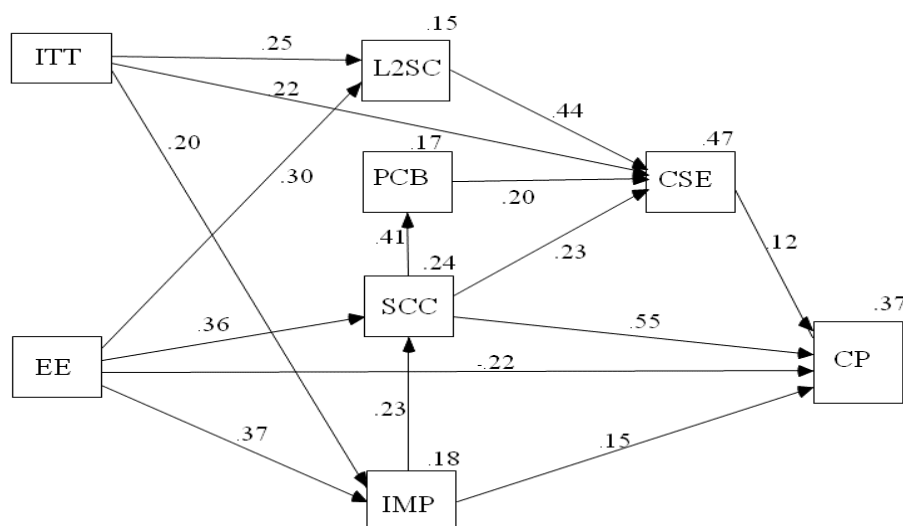 .15
ITT
.25
L2SC
.22
.44
.20
.17
.47
.30
PCB
.20
CSE
.41
.23
.12
.24
.36
SCC
.55
.37
EE
-.22
CP
.23
.37
.15
.18
IMP